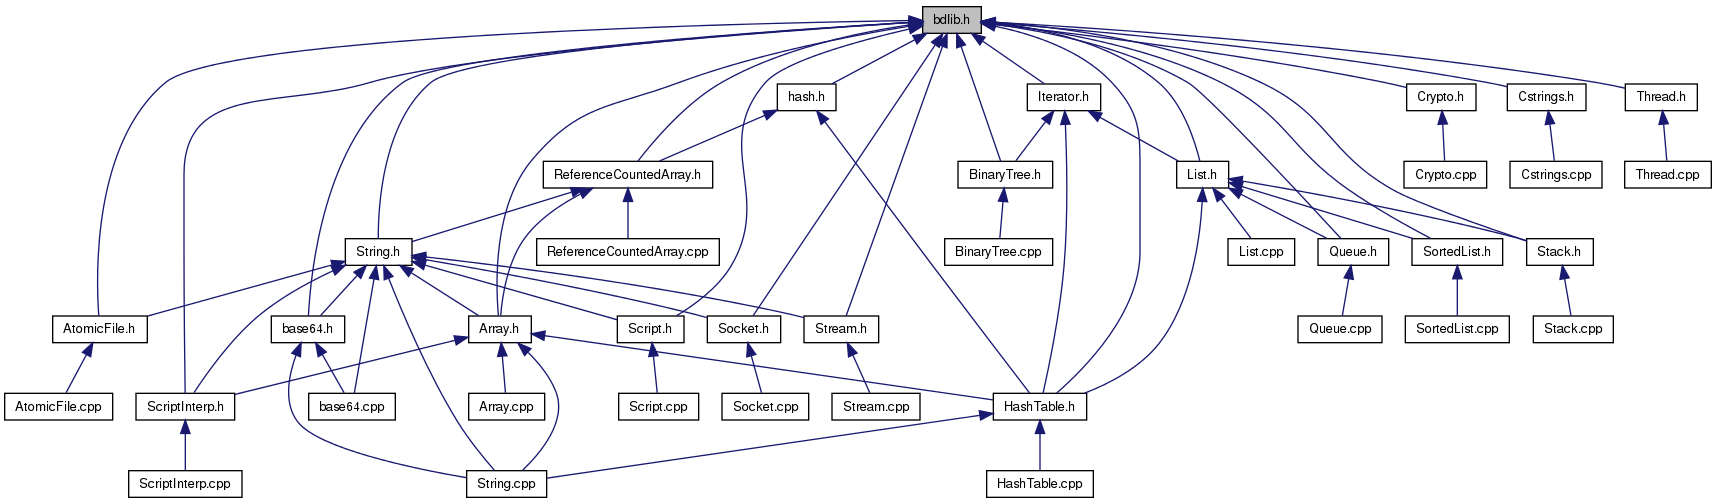 bdlib.h
hash.h
Iterator.h
Crypto.h
Cstrings.h
Thread.h
ReferenceCountedArray.h
BinaryTree.h
List.h
Crypto.cpp
Cstrings.cpp
Thread.cpp
String.h
ReferenceCountedArray.cpp
BinaryTree.cpp
List.cpp
Queue.h
SortedList.h
Stack.h
AtomicFile.h
base64.h
Array.h
Script.h
Socket.h
Stream.h
Queue.cpp
SortedList.cpp
Stack.cpp
AtomicFile.cpp
ScriptInterp.h
base64.cpp
Array.cpp
Script.cpp
Socket.cpp
Stream.cpp
HashTable.h
ScriptInterp.cpp
String.cpp
HashTable.cpp